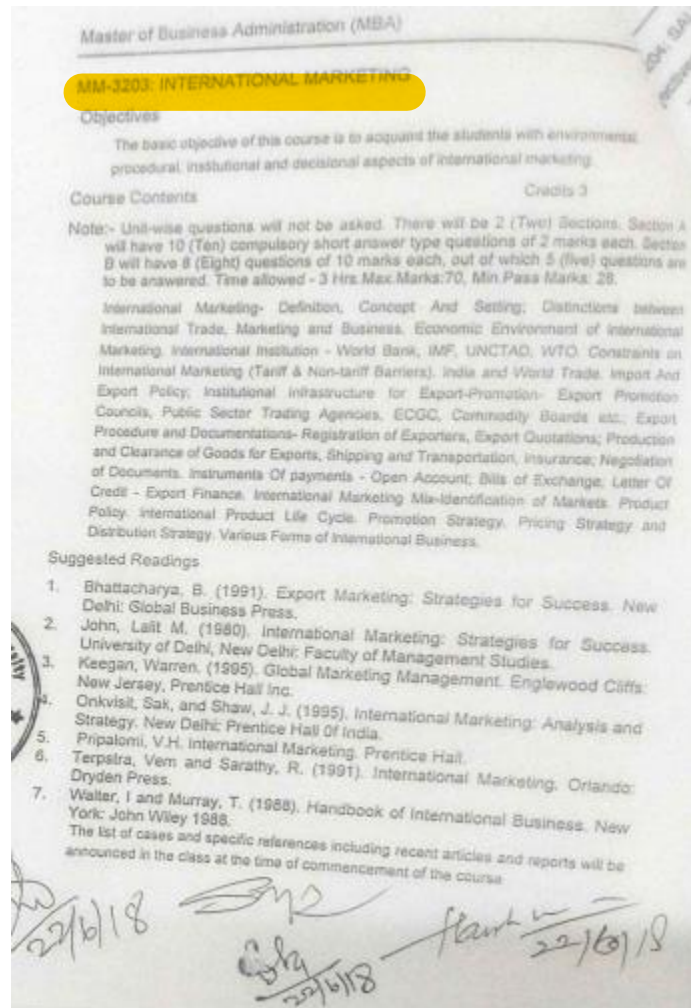 Master of Business Administration (MBA)
204: SAL
MM-3203: INTERNATIONAL MARKETING
Objectives
The basic objective of this course is to acquaint the students with environmental,
procedural, institutional and decisional aspects of international marketing.
Course Contents Credits 3
Note:- Unit-wise questions will not be asked. There will be 2 (Two) Sections. Section A
will have 10 (Ten) compulsory short answer type questions of 2 marks each. Section
B will have 8 (Eight) questions of 10 marks each, out of which 5 (five) questions are
to be answered. Time allowed - 3 Hrs.Max.Marks:70, Min.Pass Marks: 28.
International Marketing- Definition, Concept And Setting; Distinctions between
International Trade, Marketing and Business. Economic Environment of International
Marketing. International Institution - World Bank, IMF, UNCTAD, WTO. Constraints on
International Marketing (Tariff & Non-tariff Barriers). India and World Trade. Import And
Export Policy; Institutional Infrastructure for Export-Promotion- Export Promotion
Councils, Public Sector Trading Agencies, ECGC, Commodity Boards etc.; Export
Procedure and Documentations- Registration of Exporters, Export Quotations; Production
and Clearance of Goods for Exports, Shipping and Transportation, Insurance; Negotiation
of Documents. Instruments Of payments - Open Account, Bills of Exchange; Letter Of
Credit - Export Finance. International Marketing Mix-Identification of Markets. Product
Policy. International Product Life Cycle. Promotion Strategy. Pricing Strategy and
Distribution Strategy. Various Forms of International Business.
Suggested Readings
1. Bhattacharya, B. (1991). Export Marketing: Strategies for Success. New
Delhi: Global Business Press.
2. John, Lalit M. (1980). International Marketing: Strategies for Success.
University of Delhi, New Delhi: Faculty of Management Studies.
3. Keegan, Warren. (1995). Global Marketing Management. Englewood Cliffs:
New Jersey, Prentice Hall Inc.
4. Onkvisit, Sak, and Shaw, J. J. (1995). International Marketing: Analysis and
Strategy. New Delhi: Prentice Hall Of India.
5. Pripalomi, V.H. International Marketing. Prentice Hall.
6. Terpstra, Vern and Sarathy, R. (1991). International Marketing. Orlando:
Dryden Press.
7. Walter, I and Murray, T. (1988). Handbook of International Business. New
York: John Wiley 1988.
The list of cases and specific references including recent articles and reports will be
announced in the class at the time of commencement of the course
22/6/18
22/6/18
22/6/18